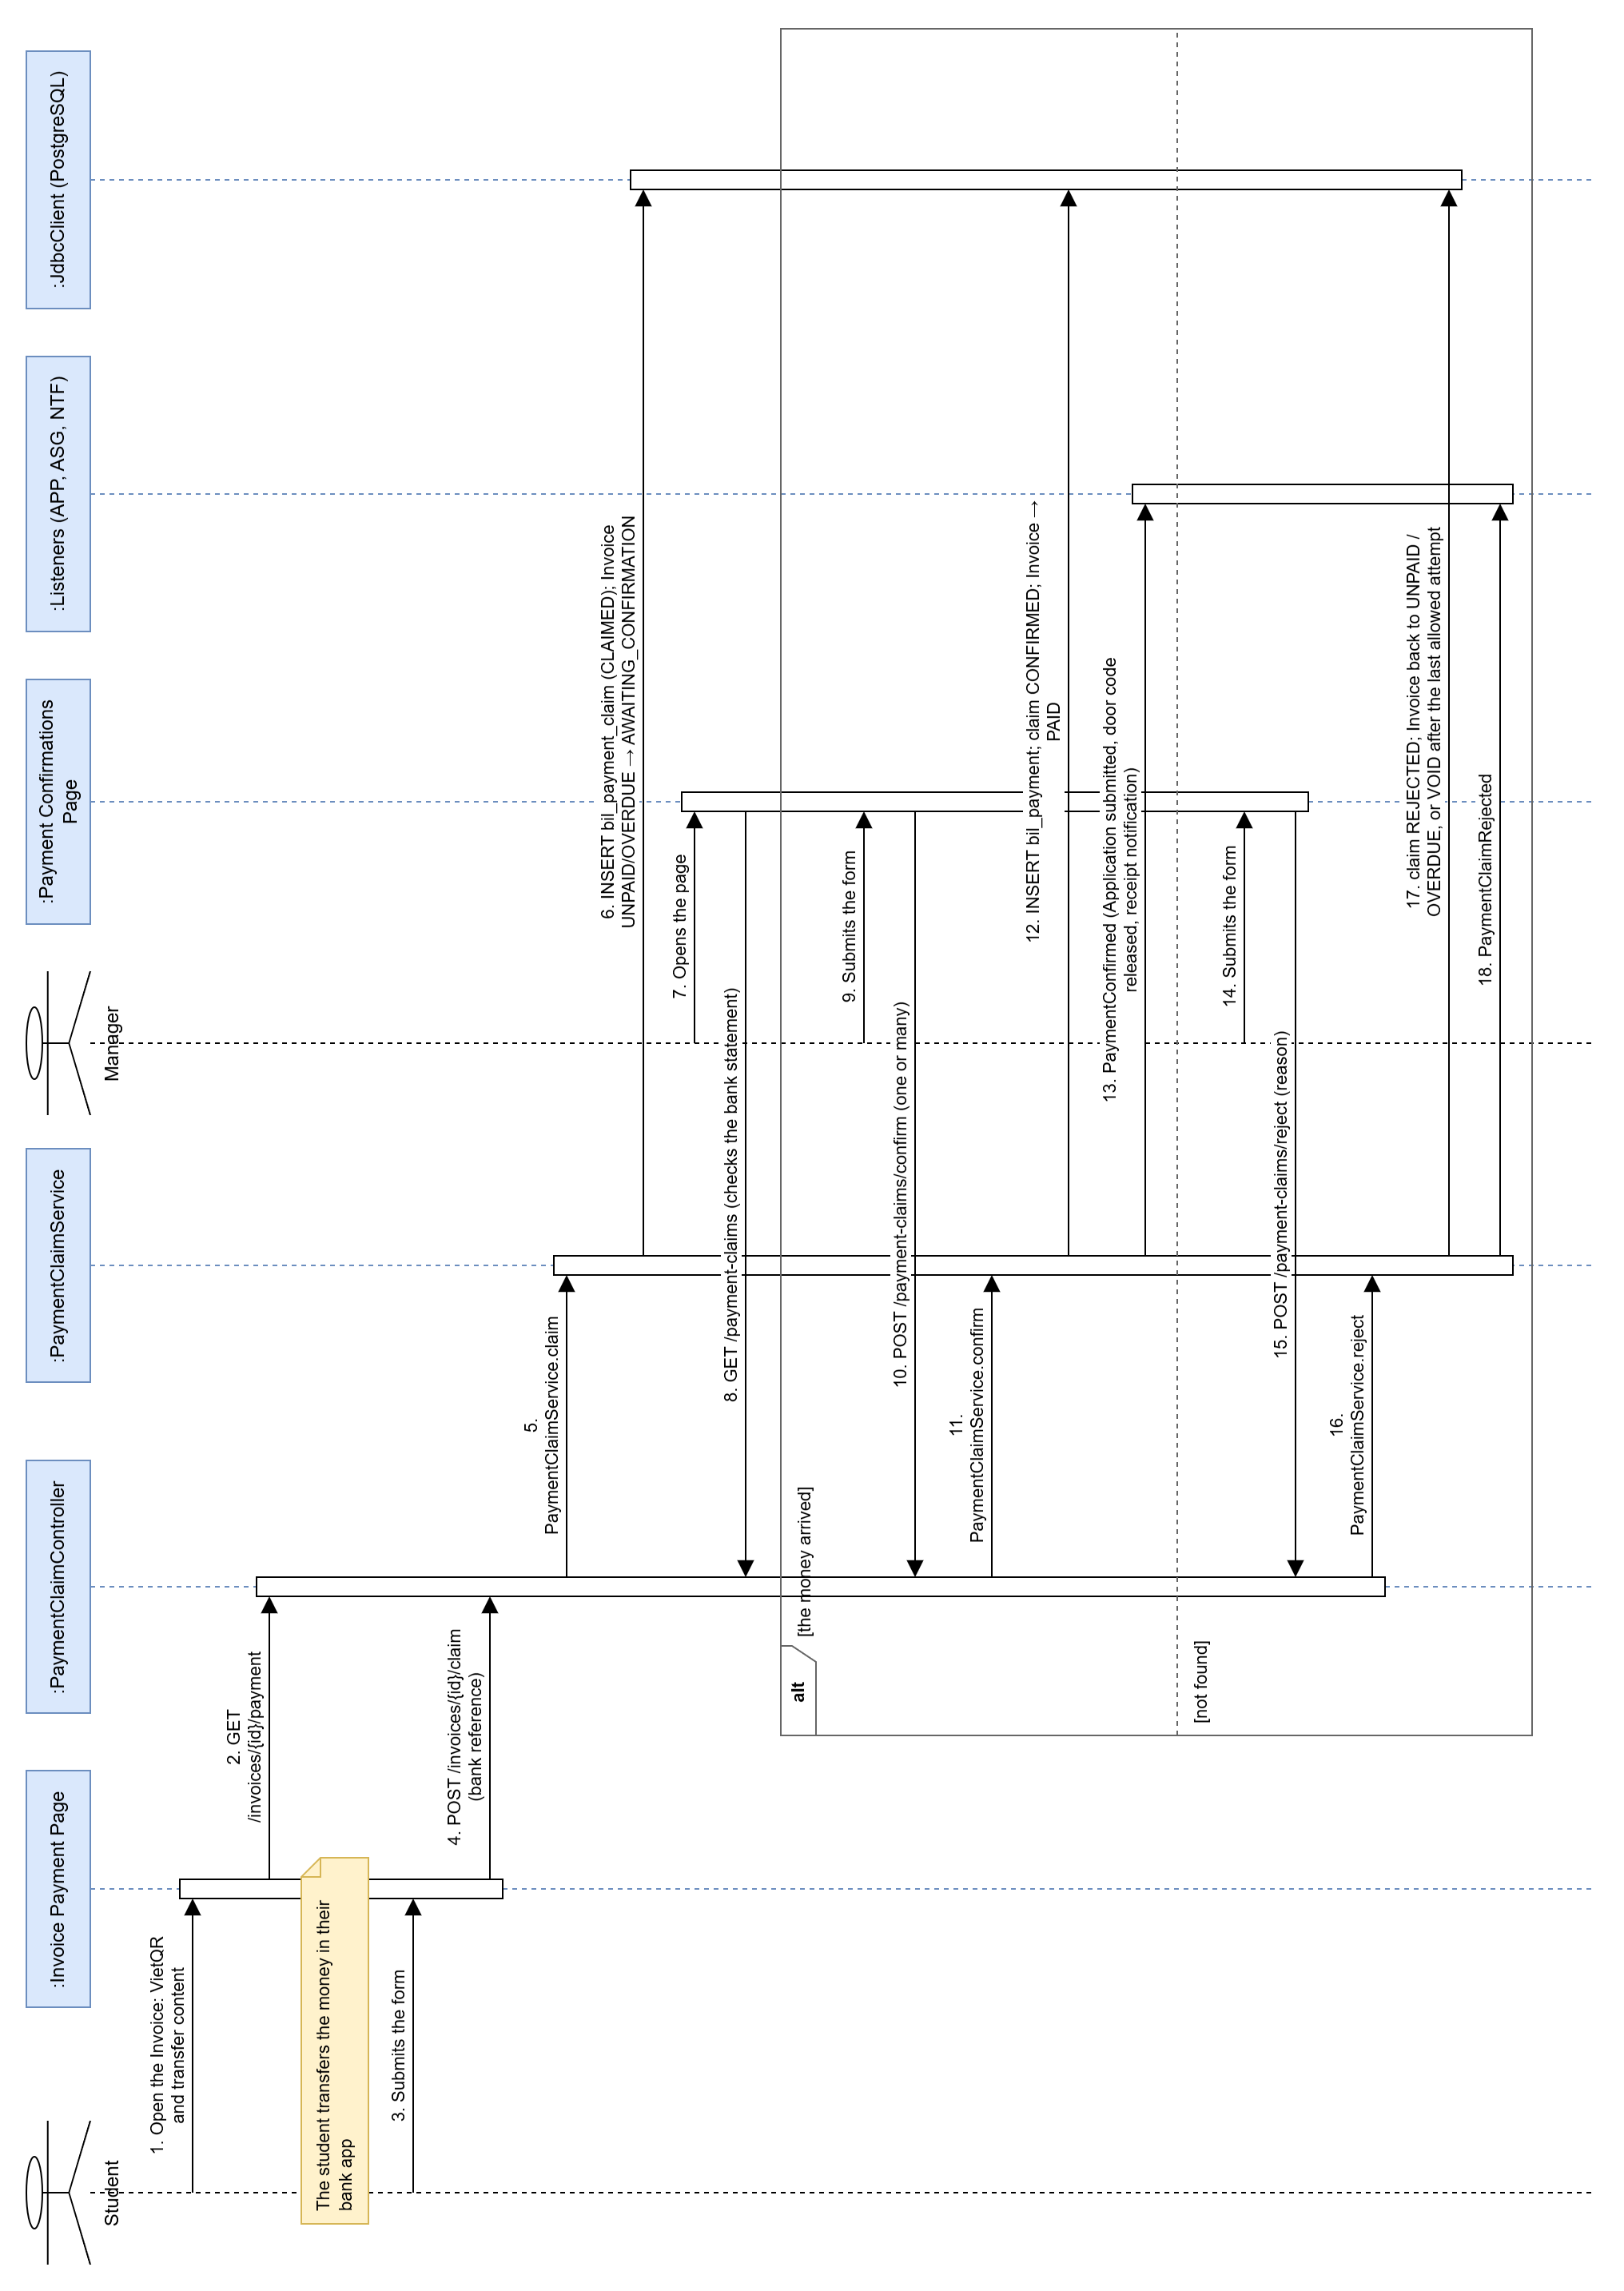 Student
:Invoice Payment Page
:PaymentClaimController
:PaymentClaimService
Manager
:Payment Confirmations
Page
:Listeners (APP, ASG, NTF)
:JdbcClient (PostgreSQL)
1. Open the Invoice: VietQR
and transfer content
2. GET
/invoices/{id}/payment
The student transfers the money in their
bank app
3. Submits the form
4. POST /invoices/{id}/claim
(bank reference)
5.
PaymentClaimService.claim
6. INSERT bil_payment_claim (CLAIMED); Invoice
UNPAID/OVERDUE → AWAITING_CONFIRMATION
7. Opens the page
8. GET /payment-claims (checks the bank statement)
alt
[the money arrived]
9. Submits the form
10. POST /payment-claims/confirm (one or many)
11.
PaymentClaimService.confirm
12. INSERT bil_payment; claim CONFIRMED; Invoice →
PAID
13. PaymentConfirmed (Application submitted, door code
released, receipt notification)
[not found]
14. Submits the form
15. POST /payment-claims/reject (reason)
16.
PaymentClaimService.reject
17. claim REJECTED; Invoice back to UNPAID /
OVERDUE, or VOID after the last allowed attempt
18. PaymentClaimRejected